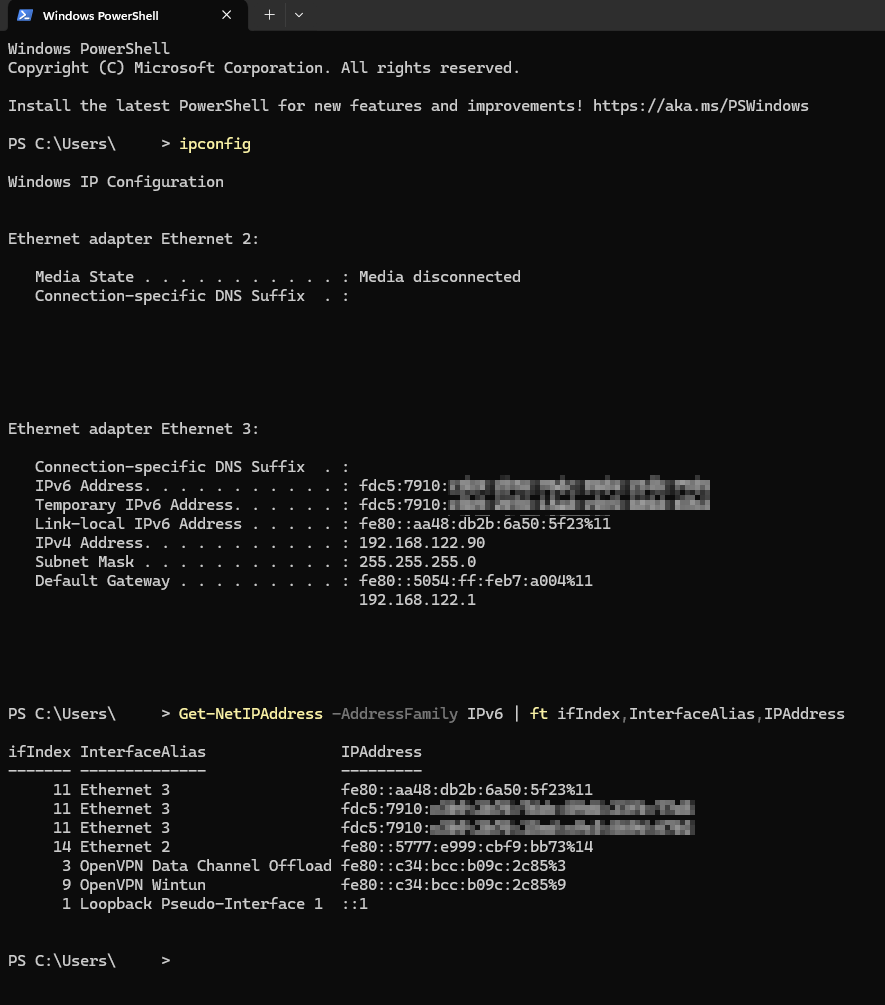 Windows PowerShell
Windows PowerShell
Copyright (C) Microsoft Corporation. All rights reserved.
Install the latest PowerShell for new features and improvements! https://aka.ms/PSWindows
PS C:\Users\     > ipconfig
Windows IP Configuration
Ethernet adapter Ethernet 2:
   Media State . . . . . . . . . . . : Media disconnected
   Connection-specific DNS Suffix  . :
Ethernet adapter Ethernet 3:
   Connection-specific DNS Suffix  . :
   IPv6 Address. . . . . . . . . . . : fdc5:7910:
   Temporary IPv6 Address. . . . . . : fdc5:7910:
   Link-local IPv6 Address . . . . . : fe80::aa48:db2b:6a50:5f23%11
   IPv4 Address. . . . . . . . . . . : 192.168.122.90
   Subnet Mask . . . . . . . . . . . : 255.255.255.0
   Default Gateway . . . . . . . . . : fe80::5054:ff:feb7:a004%11
                                       192.168.122.1
PS C:\Users\     > Get-NetIPAddress -AddressFamily IPv6 | ft ifIndex,InterfaceAlias,IPAddress
ifIndex InterfaceAlias               IPAddress
------- --------------               ---------
     11 Ethernet 3                   fe80::aa48:db2b:6a50:5f23%11
     11 Ethernet 3                   fdc5:7910:
     11 Ethernet 3                   fdc5:7910:
     14 Ethernet 2                   fe80::5777:e999:cbf9:bb73%14
      3 OpenVPN Data Channel Offload fe80::c34:bcc:b09c:2c85%3
      9 OpenVPN Wintun               fe80::c34:bcc:b09c:2c85%9
      1 Loopback Pseudo-Interface 1  ::1
PS C:\Users\     >